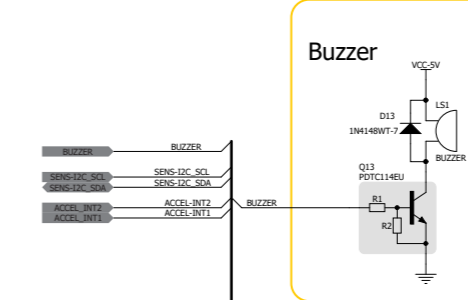 Buzzer
VCC-5V
LS1
D13
1N4148WT-7
BUZZER
Q13
PDTC114EU
R1
R2
BUZZER
BUZZER
SENS-I2C_SCL
SENS-I2C_SCL
SENS-I2C_SDA
SENS-I2C_SDA
ACCEL_INT2
ACCEL-INT2
BUZZER
ACCEL_INT1
ACCEL-INT1